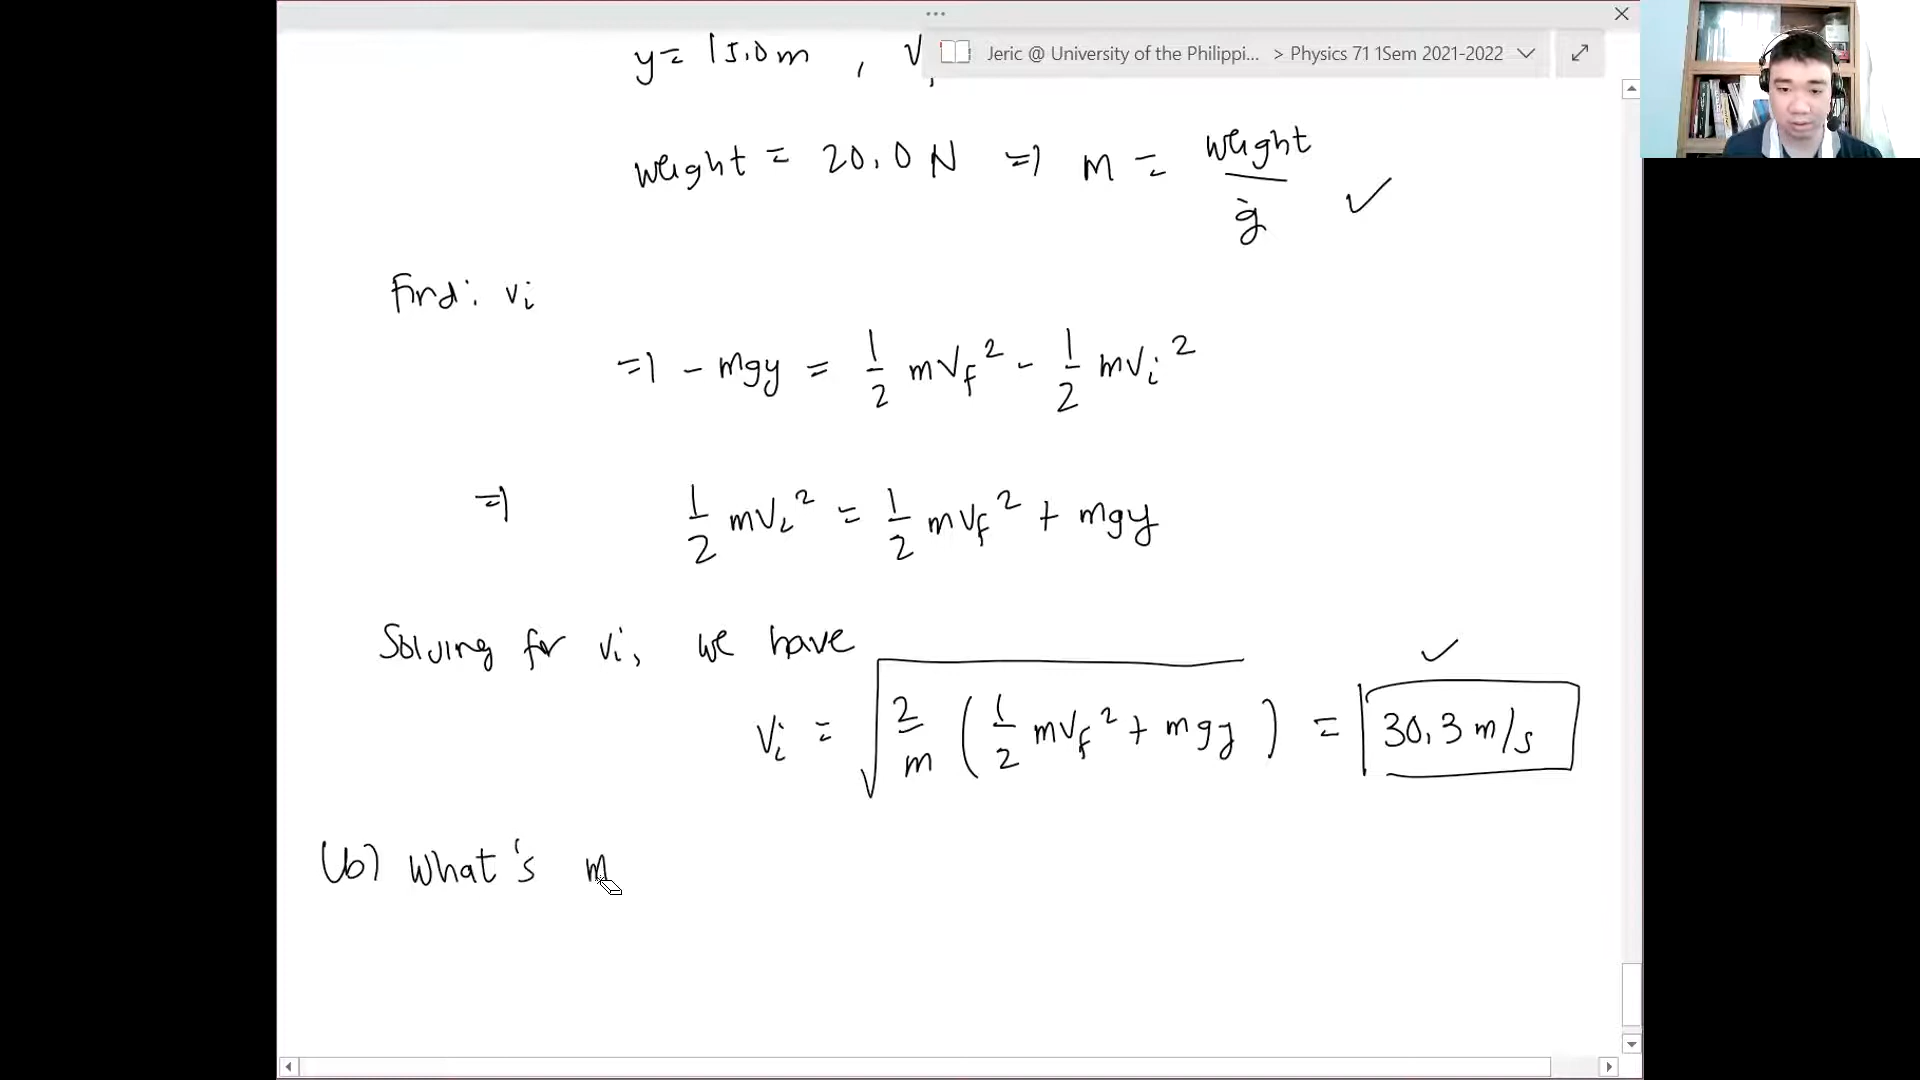 ...
Jeric @ University of the Philippi... > Physics 71 1Sem 2021-2022
y = 15.0 m , v
weight = 20.0 N ⇒ m = weight / g ✓
Find: vi
⇒ - mgy = 1/2 mvf² - 1/2 mvi²
⇒ 1/2 mvi² = 1/2 mvf² + mgy
Solving for vi, we have
vi = √(2/m (1/2 mvf² + mgy)) = 30.3 m/s ✓
(b) What's m